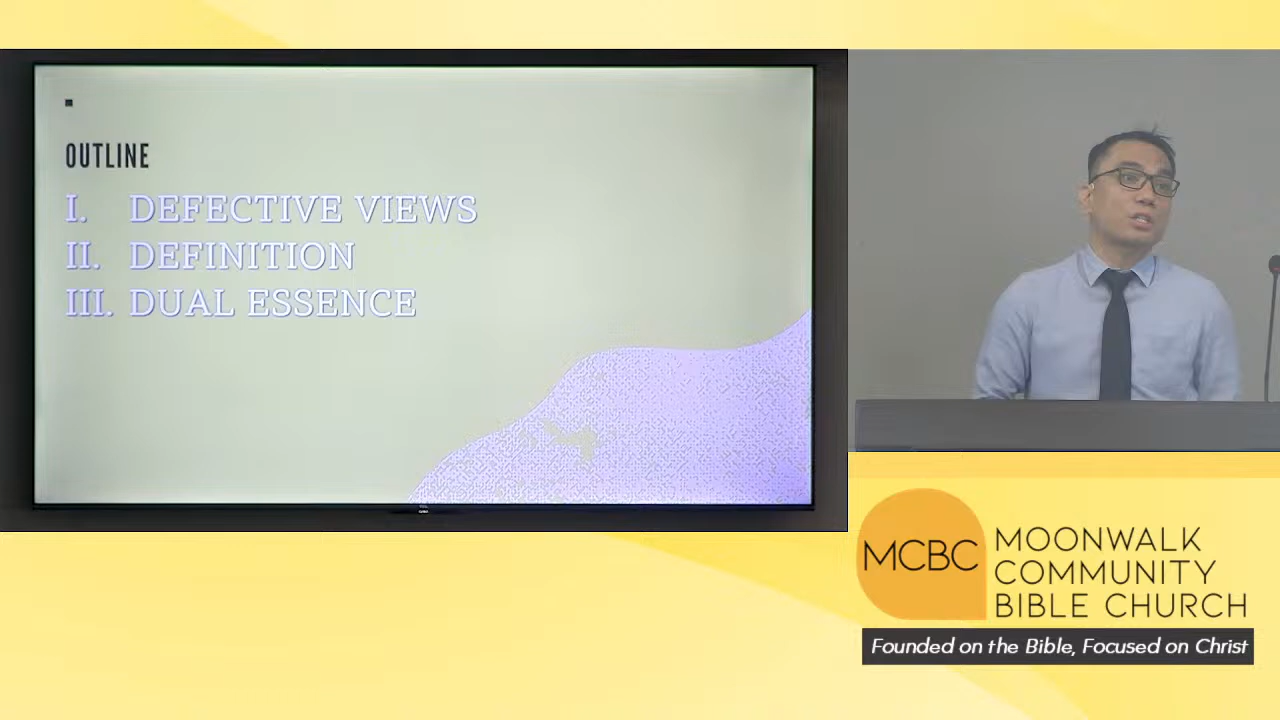 OUTLINE
I. DEFECTIVE VIEWS
II. DEFINITION
III. DUAL ESSENCE
MCBC
MOONWALK
COMMUNITY
BIBLE CHURCH
Founded on the Bible, Focused on Christ